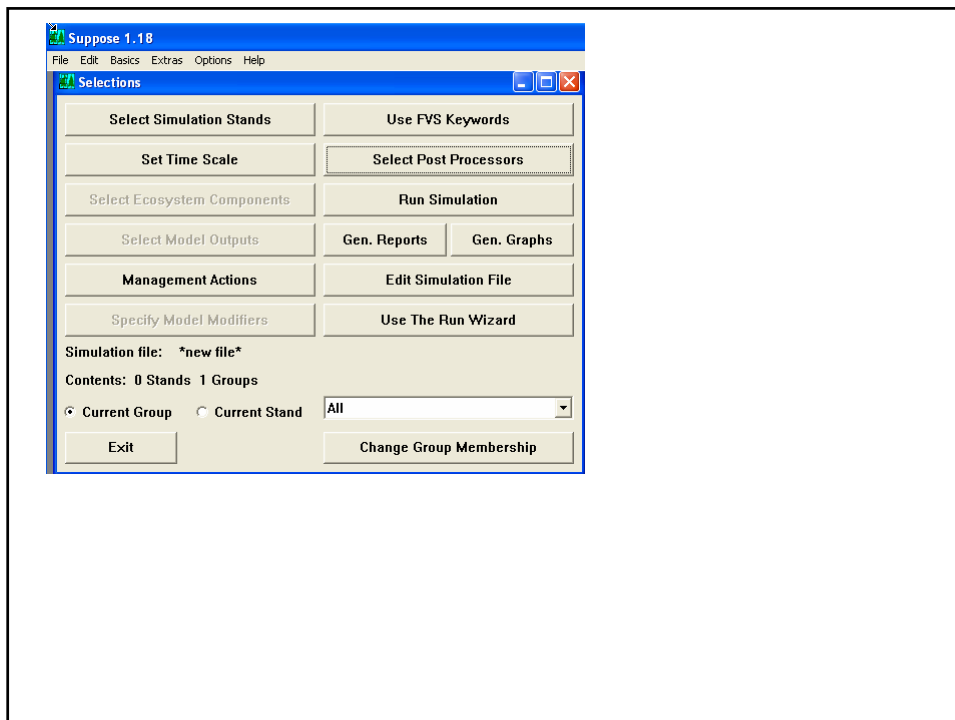 Suppose 1.18
File Edit Basics Extras Options Help
Selections
Select Simulation Stands Use FVS Keywords
Set Time Scale Select Post Processors
Select Ecosystem Components Run Simulation
Select Model Outputs Gen. Reports Gen. Graphs
Management Actions Edit Simulation File
Specify Model Modifiers Use The Run Wizard
Simulation file: *new file*
Contents: 0 Stands 1 Groups
Current Group Current Stand All
Exit Change Group Membership